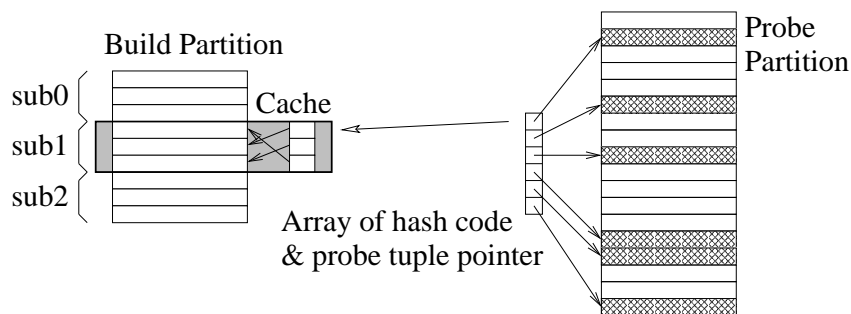 Build Partition
sub0
sub1
sub2
Cache
Array of hash code
& probe tuple pointer
Probe
Partition